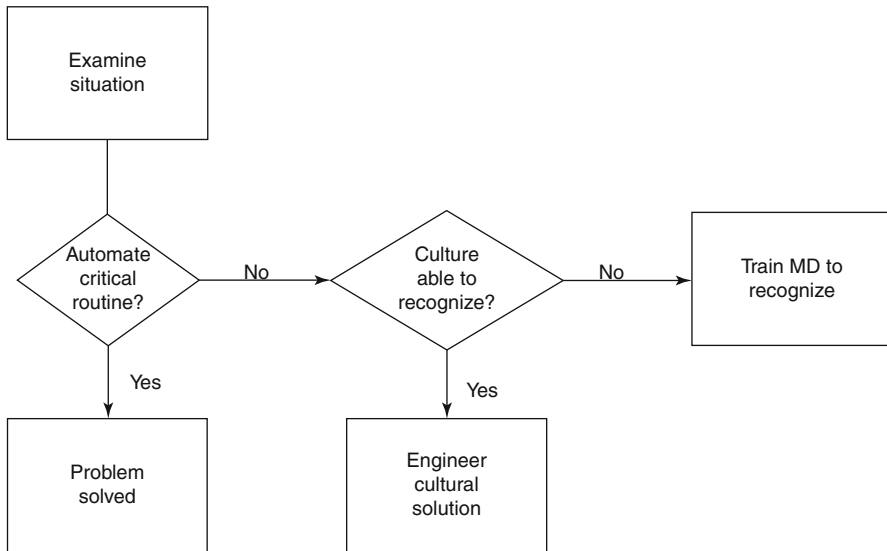 Examine
situation
Automate
critical
routine?
No
Culture
able to
recognize?
No
Train MD to
recognize
Yes
Yes
Problem
solved
Engineer
cultural
solution